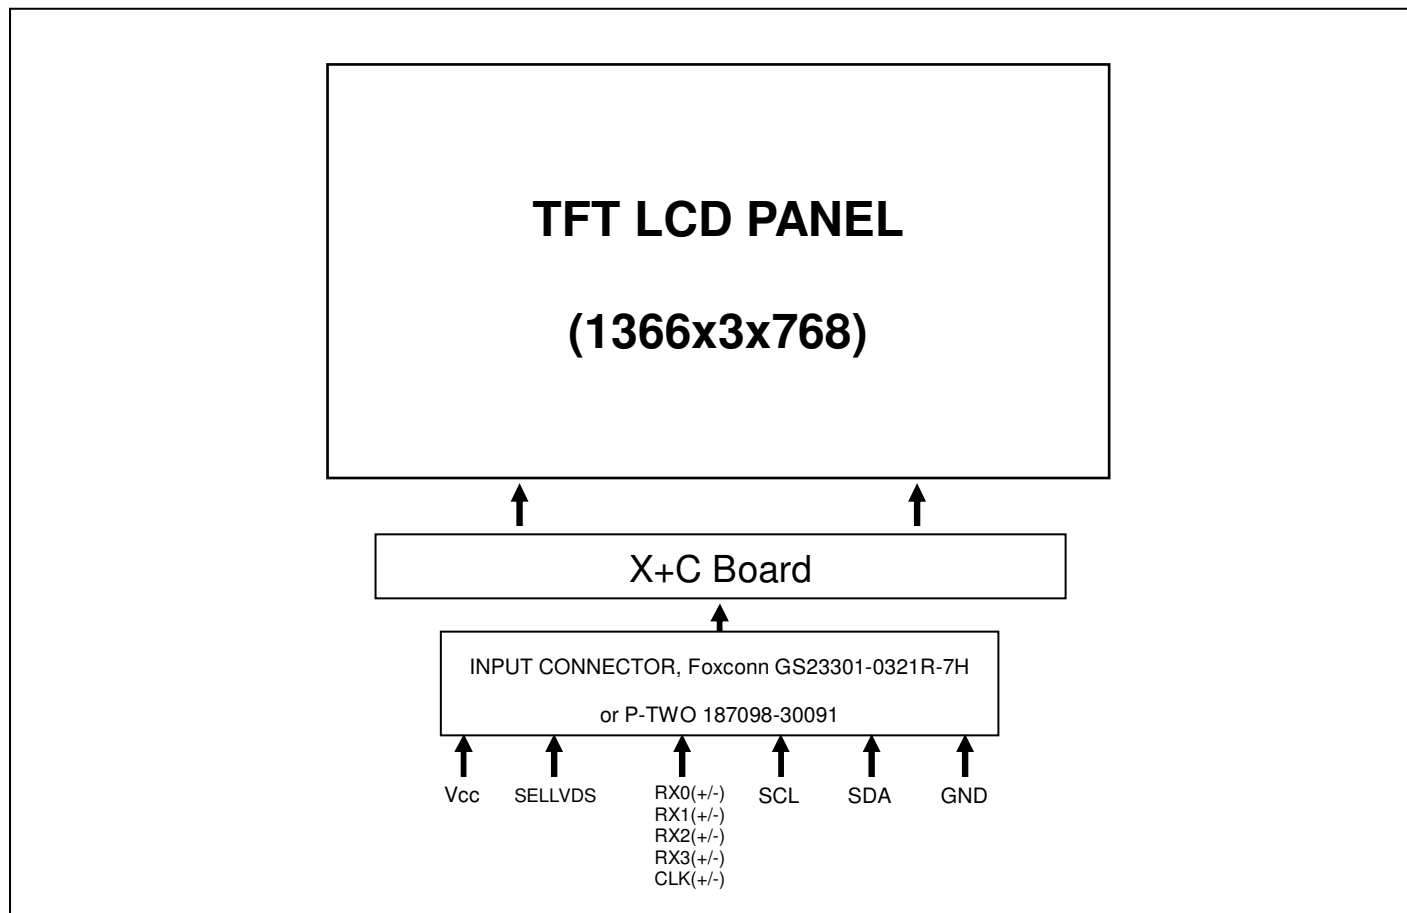 TFT LCD PANEL
(1366x3x768)
X+C Board
INPUT CONNECTOR, Foxconn GS23301-0321R-7H
or P-TWO 187098-30091
Vcc
SELLVDS
RX0(+/-)
RX1(+/-)
RX2(+/-)
RX3(+/-)
CLK(+/-)
SCL
SDA
GND